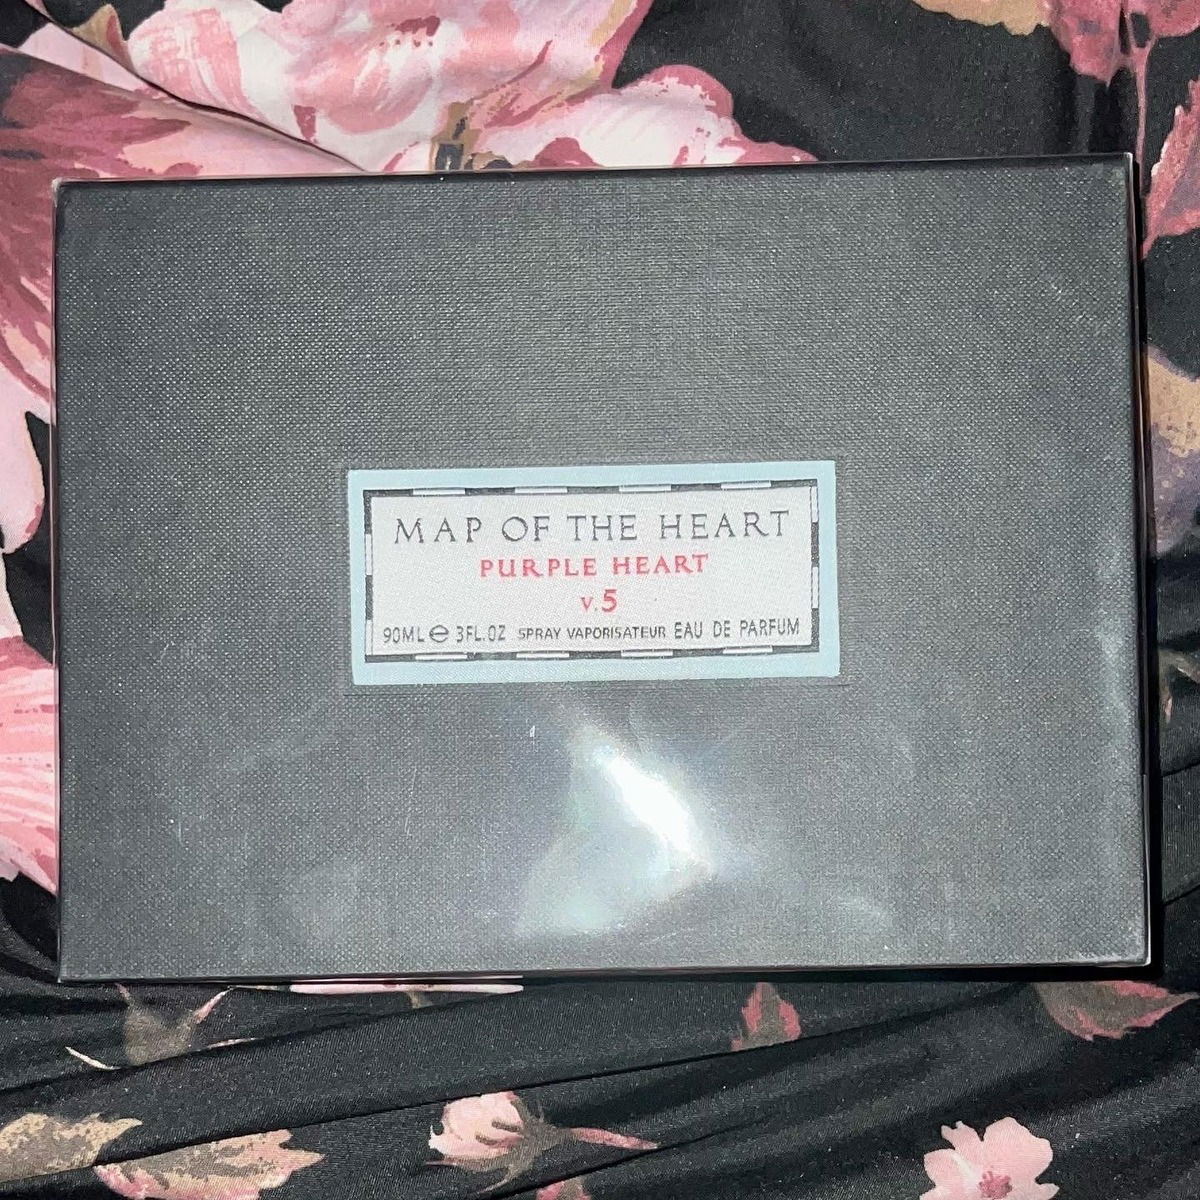 MAP OF THE HEART
PURPLE HEART
v.5
90ML ℮ 3FL.OZ SPRAY VAPORISATEUR EAU DE PARFUM